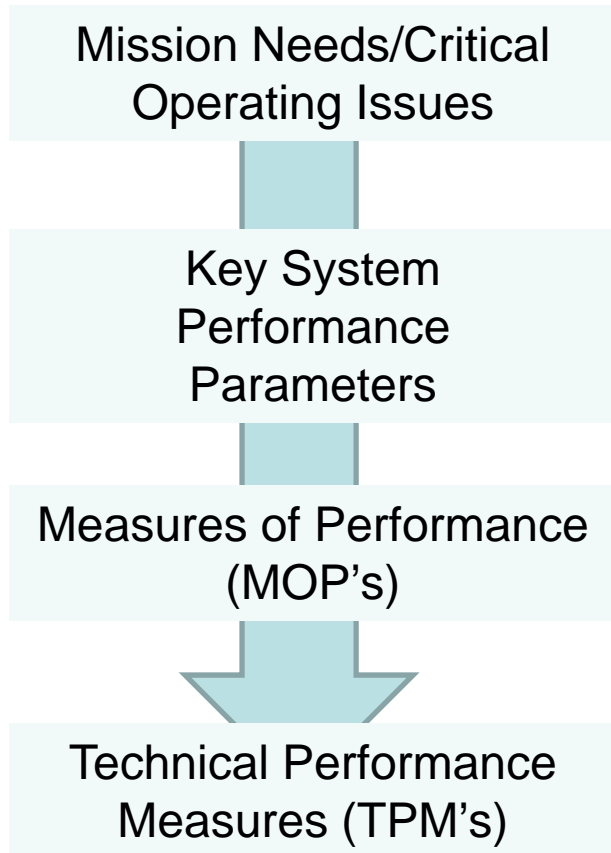 Mission Needs/Critical
Operating Issues
Key System
Performance
Parameters
Measures of Performance
(MOP’s)
Technical Performance
Measures (TPM’s)